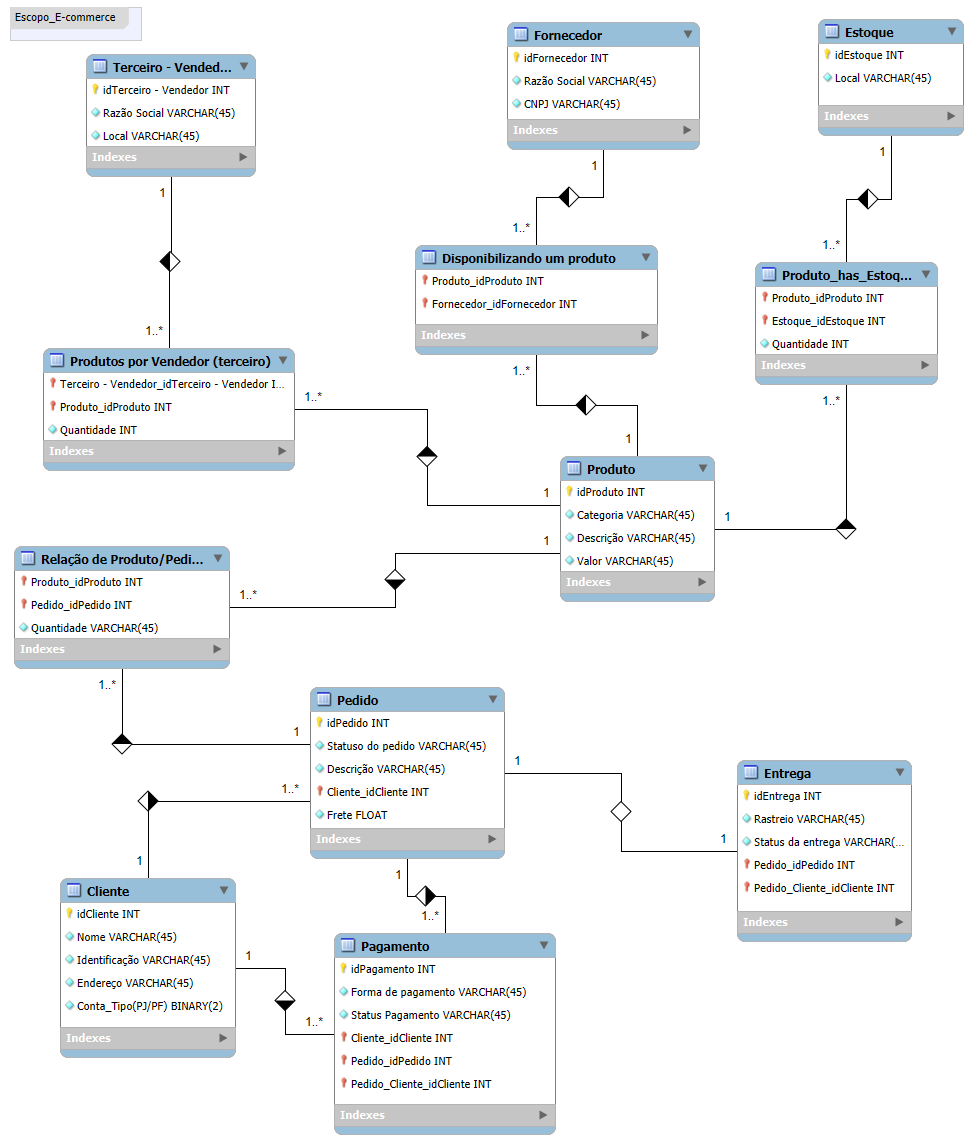 Escopo_E-commerce
Terceiro - Vended...
idTerceiro - Vendedor INT
Razão Social VARCHAR(45)
Local VARCHAR(45)
Indexes
1
1..*
Fornecedor
idFornecedor INT
Razão Social VARCHAR(45)
CNPJ VARCHAR(45)
Indexes
1
1..*
Estoque
idEstoque INT
Local VARCHAR(45)
Indexes
1
1..*
Disponibilizando um produto
Produto_idProduto INT
Fornecedor_idFornecedor INT
Indexes
1..*
1
Produto_has_Estoq...
Produto_idProduto INT
Estoque_idEstoque INT
Quantidade INT
Indexes
1..*
1
Produtos por Vendedor (terceiro)
Terceiro - Vendedor_idTerceiro - Vendedor I...
Produto_idProduto INT
Quantidade INT
Indexes
1..*
1
Produto
idProduto INT
Categoria VARCHAR(45)
Descrição VARCHAR(45)
Valor VARCHAR(45)
Indexes
1
1..*
Relação de Produto/Pedi...
Produto_idProduto INT
Pedido_idPedido INT
Quantidade VARCHAR(45)
Indexes
1..*
1
Pedido
idPedido INT
Statuso do pedido VARCHAR(45)
Descrição VARCHAR(45)
Cliente_idCliente INT
Frete FLOAT
Indexes
1..*
1
1
1
Entrega
idEntrega INT
Rastreio VARCHAR(45)
Status da entrega VARCHAR(...
Pedido_idPedido INT
Pedido_Cliente_idCliente INT
Indexes
1
1..*
Cliente
idCliente INT
Nome VARCHAR(45)
Identificação VARCHAR(45)
Endereço VARCHAR(45)
Conta_Tipo(PJ/PF) BINARY(2)
Indexes
1
1..*
Pagamento
idPagamento INT
Forma de pagamento VARCHAR(45)
Status Pagamento VARCHAR(45)
Cliente_idCliente INT
Pedido_idPedido INT
Pedido_Cliente_idCliente INT
Indexes